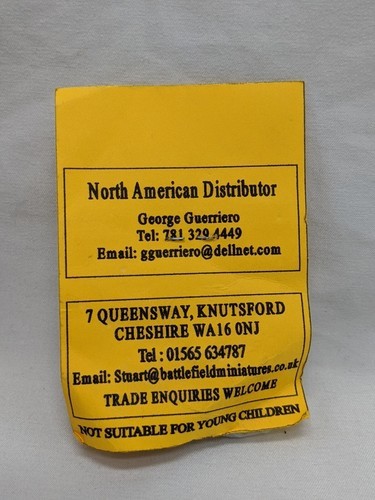 North American Distributor
George Guerriero
Tel: 781 329 4449
Email: gguerriero@dellnet.com
7 QUEENSWAY, KNUTSFORD
CHESHIRE WA16 0NJ
Tel : 01565 634787
Email: Stuart@battlefieldminiatures.co.uk
TRADE ENQUIRIES WELCOME
NOT SUITABLE FOR YOUNG CHILDREN